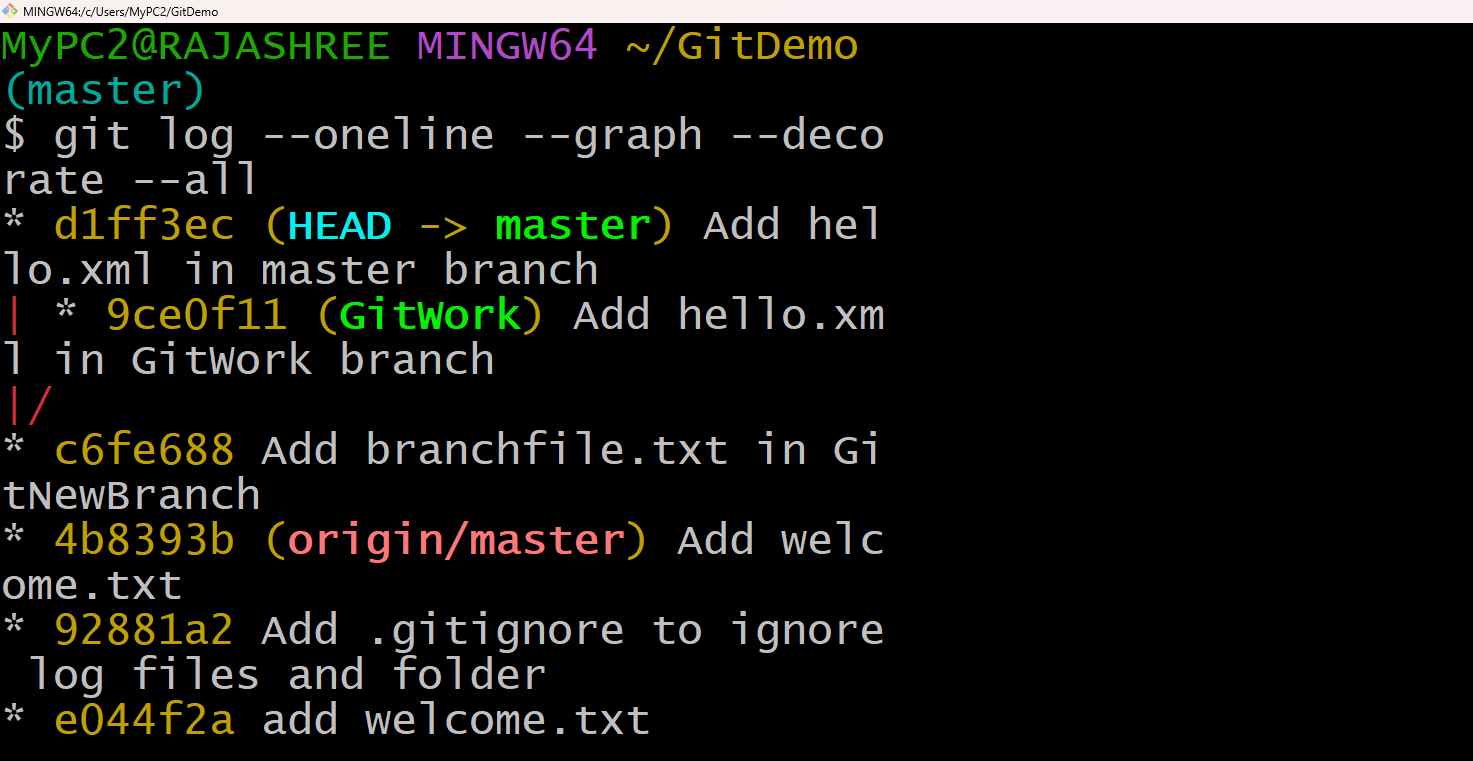 MINGW64:/c/Users/MyPC2/GitDemo
MyPC2@RAJASHREE MINGW64 ~/GitDemo
(master)
$ git log --oneline --graph --deco
rate --all
* d1ff3ec (HEAD -> master) Add hel
lo.xml in master branch
| * 9ce0f11 (GitWork) Add hello.xm
l in GitWork branch
|/
* c6fe688 Add branchfile.txt in Gi
tNewBranch
* 4b8393b (origin/master) Add welc
ome.txt
* 92881a2 Add .gitignore to ignore
 log files and folder
* e044f2a add welcome.txt